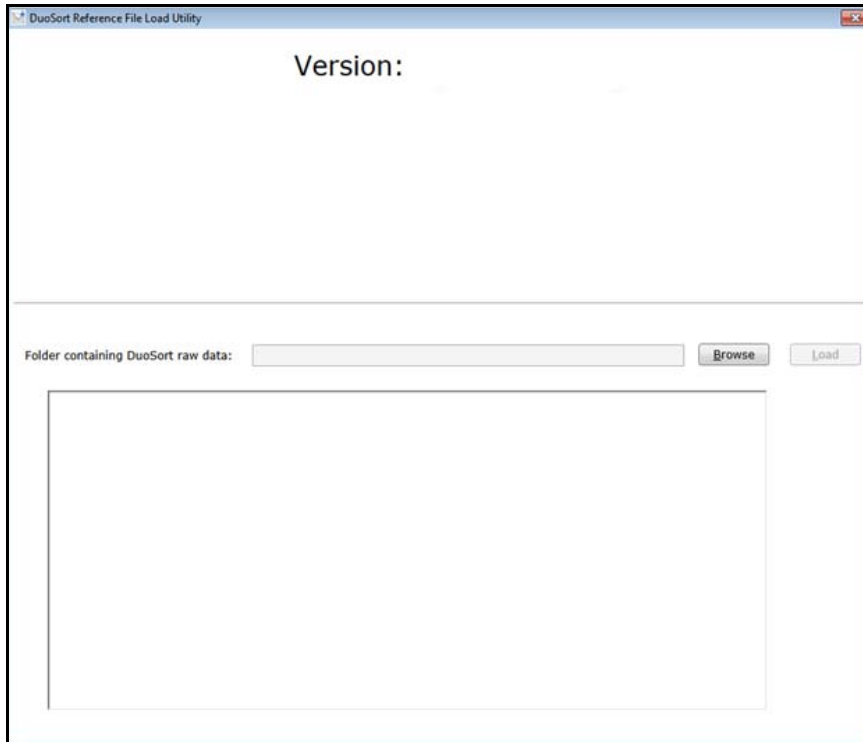 DuoSort Reference File Load Utility
Version:
Folder containing DuoSort raw data: Browse Load